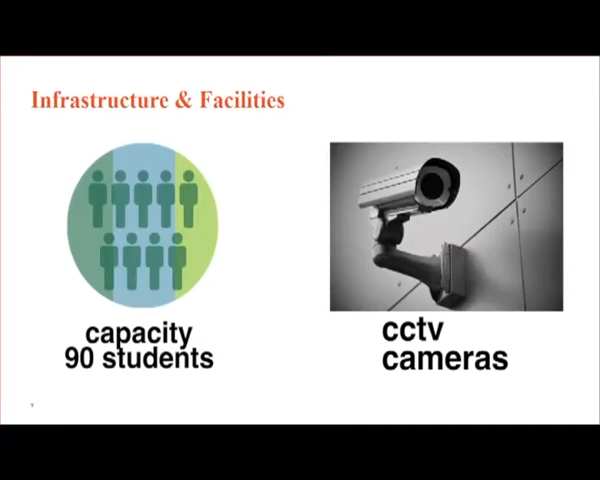 Infrastructure & Facilities
capacity
90 students
cctv
cameras